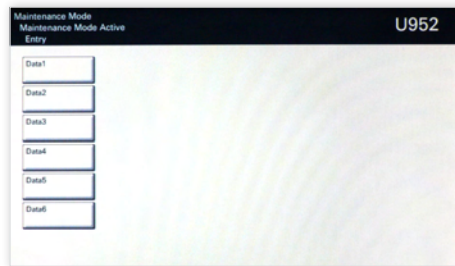 Maintenance Mode
Maintenance Mode Active
Entry
U952
Data1
Data2
Data3
Data4
Data5
Data6